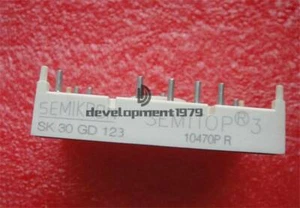 SEMIKRON SEMITOP®3
development1979
SK 30 GD 123 10470P R